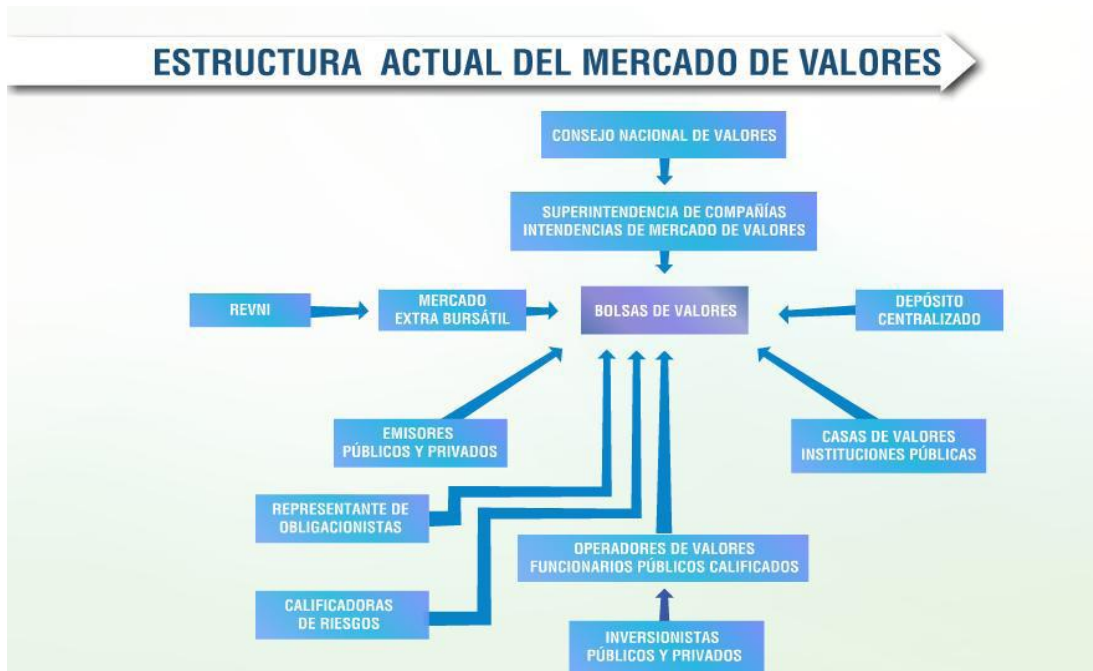 ESTRUCTURA ACTUAL DEL MERCADO DE VALORES
CONSEJO NACIONAL DE VALORES
SUPERINTENDENCIA DE COMPAÑÍAS
INTENDENCIAS DE MERCADO DE VALORES
REVNI
MERCADO
EXTRA BURSÁTIL
BOLSAS DE VALORES
DEPÓSITO
CENTRALIZADO
EMISORES
PÚBLICOS Y PRIVADOS
CASAS DE VALORES
INSTITUCIONES PÚBLICAS
REPRESENTANTE DE
OBLIGACIONISTAS
OPERADORES DE VALORES
FUNCIONARIOS PÚBLICOS CALIFICADOS
CALIFICADORAS
DE RIESGOS
INVERSIONISTAS
PÚBLICOS Y PRIVADOS